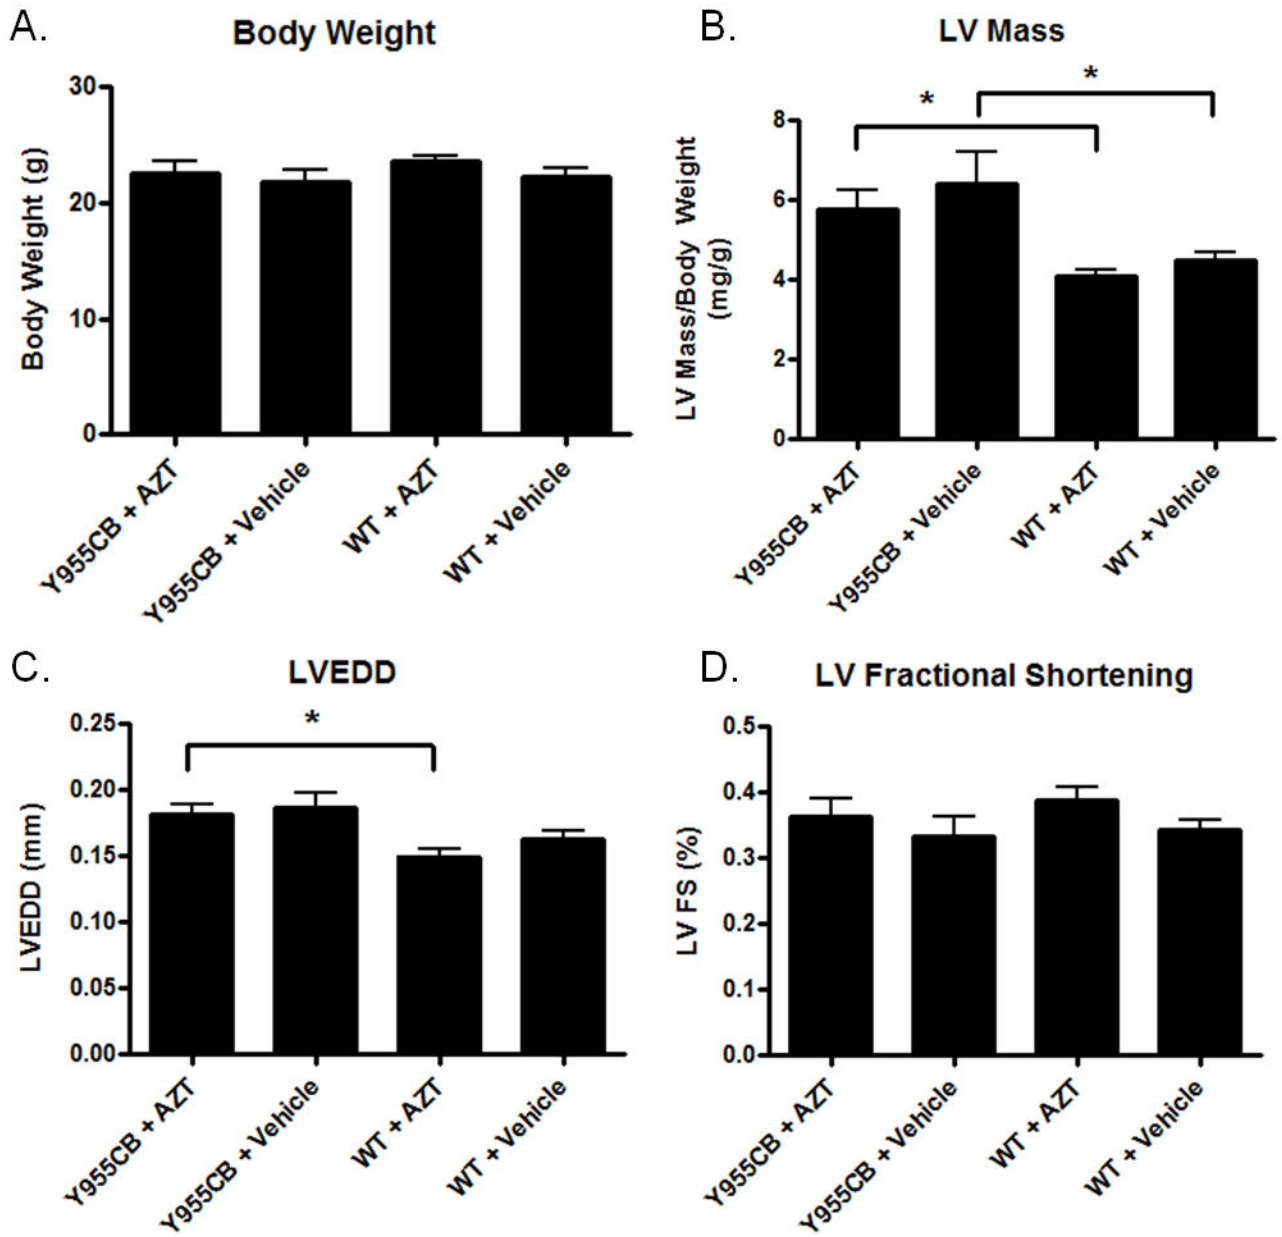 A.
Body Weight
Body Weight (g)
30
20
10
0
Y955CB + AZT
Y955CB + Vehicle
WT + AZT
WT + Vehicle
B.
LV Mass
LV Mass/Body Weight
(mg/g)
8
6
4
2
0
*
*
Y955CB + AZT
Y955CB + Vehicle
WT + AZT
WT + Vehicle
C.
LVEDD
LVEDD (mm)
0.25
0.20
0.15
0.10
0.05
0.00
*
Y955CB + AZT
Y955CB + Vehicle
WT + AZT
WT + Vehicle
D.
LV Fractional Shortening
LV FS (%)
0.5
0.4
0.3
0.2
0.1
0.0
Y955CB + AZT
Y955CB + Vehicle
WT + AZT
WT + Vehicle